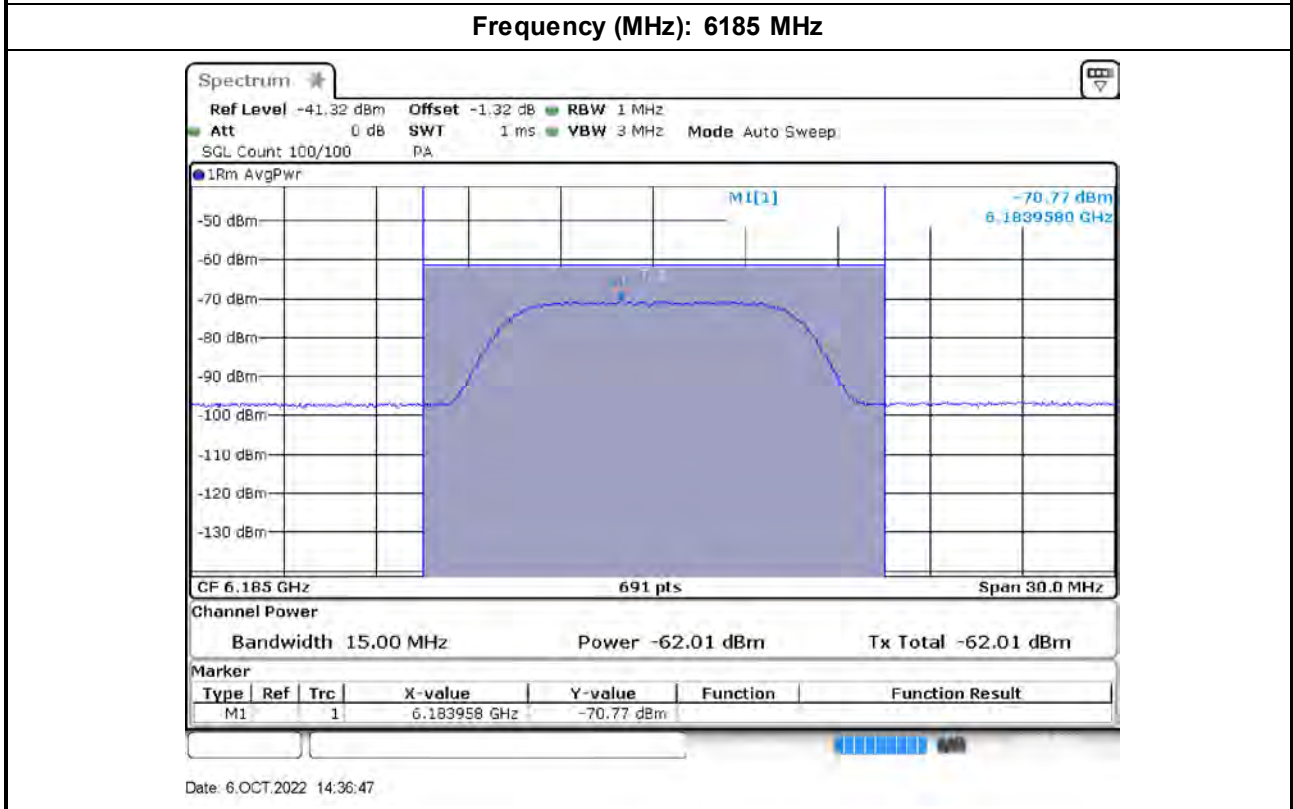 Frequency (MHz): 6185 MHz
Spectrum
Ref Level -41.32 dBm Offset -1.32 dB RBW 1 MHz
Att 0 dB SWT 1 ms VBW 3 MHz Mode Auto Sweep
SGL Count 100/100 PA
1Rm AvgPwr
M1[1] -70.77 dBm
6.1839580 GHz
-50 dBm
-60 dBm
-70 dBm
-80 dBm
-90 dBm
-100 dBm
-110 dBm
-120 dBm
-130 dBm
CF 6.185 GHz 691 pts Span 30.0 MHz
Channel Power
Bandwidth 15.00 MHz Power -62.01 dBm Tx Total -62.01 dBm
Marker
Type Ref Trc X-value Y-value Function Function Result
M1 1 6.183958 GHz -70.77 dBm
Date: 6.OCT.2022 14:36:47